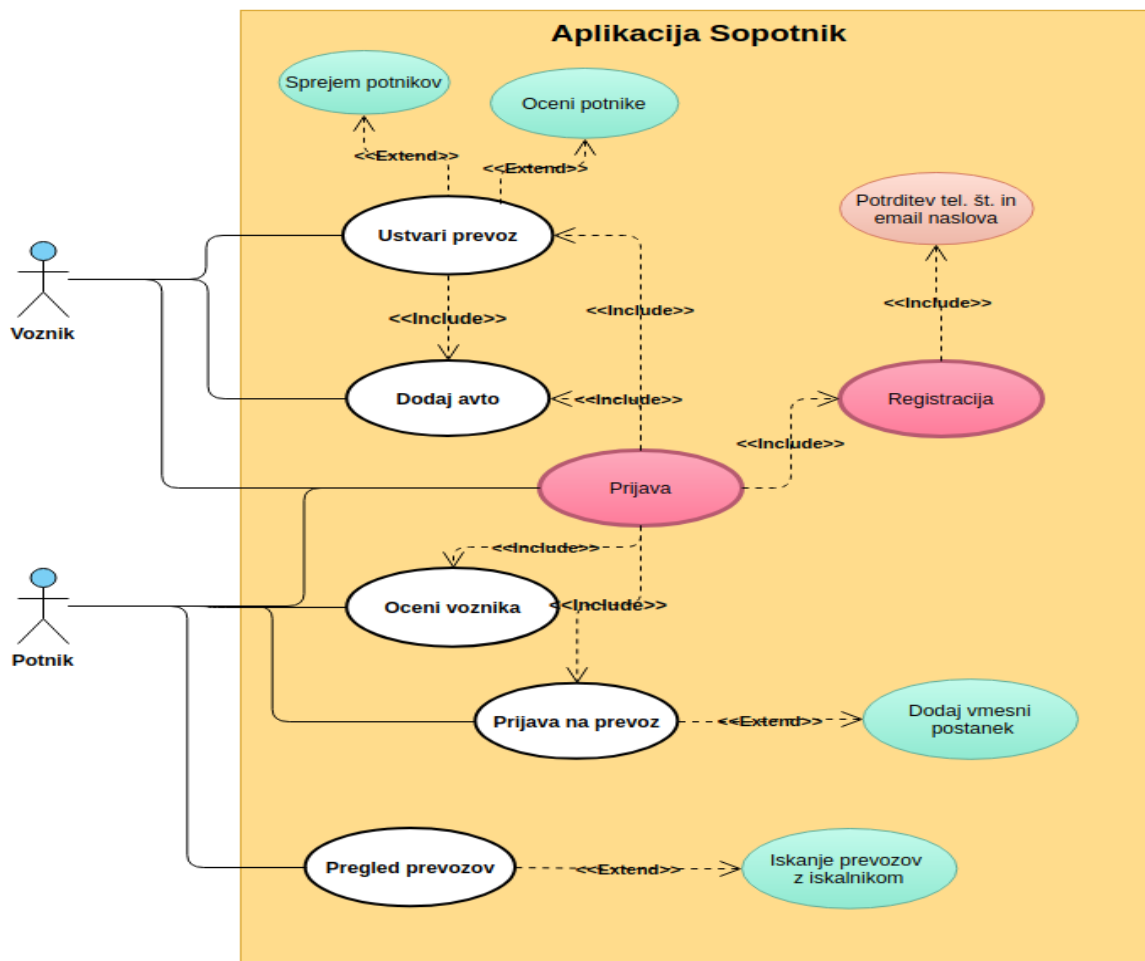 Aplikacija Sopotnik
Sprejem potnikov
Oceni potnike
<<Extend>>
<<Extend>>
Potrditev tel. št. in
email naslova
Ustvari prevoz
Voznik
<<Include>>
<<Include>>
<<Include>>
Dodaj avto
<<Include>>
Registracija
<<Include>>
Prijava
<<Include>>
Oceni voznika
<<Include>>
Potnik
Prijava na prevoz
<<Extend>>
Dodaj vmesni
postanek
Pregled prevozov
<<Extend>>
Iskanje prevozov
z iskalnikom